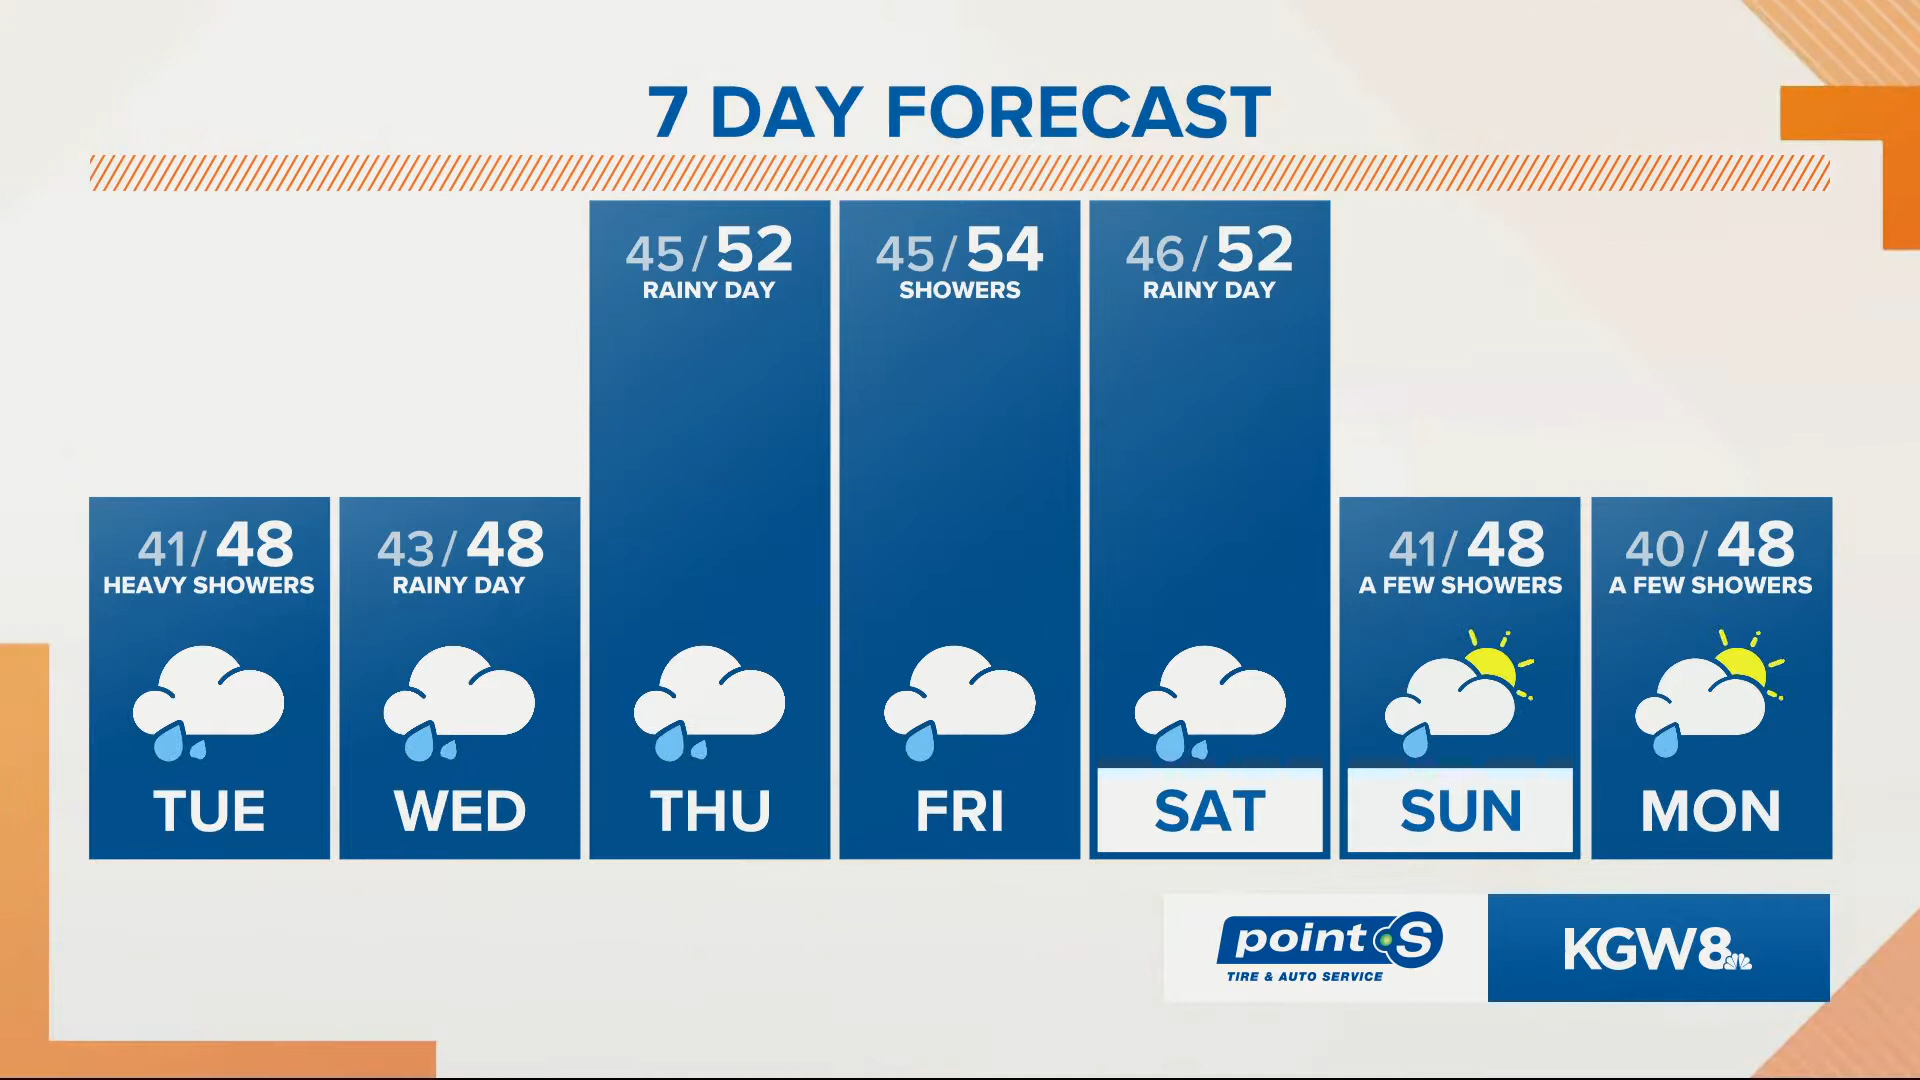 7 DAY FORECAST
45/52
RAINY DAY
45/54
SHOWERS
46/52
RAINY DAY
41/48
HEAVY SHOWERS
43/48
RAINY DAY
41/48
A FEW SHOWERS
40/48
A FEW SHOWERS
TUE
WED
THU
FRI
SAT
SUN
MON
point S
TIRE & AUTO SERVICE
KGW8